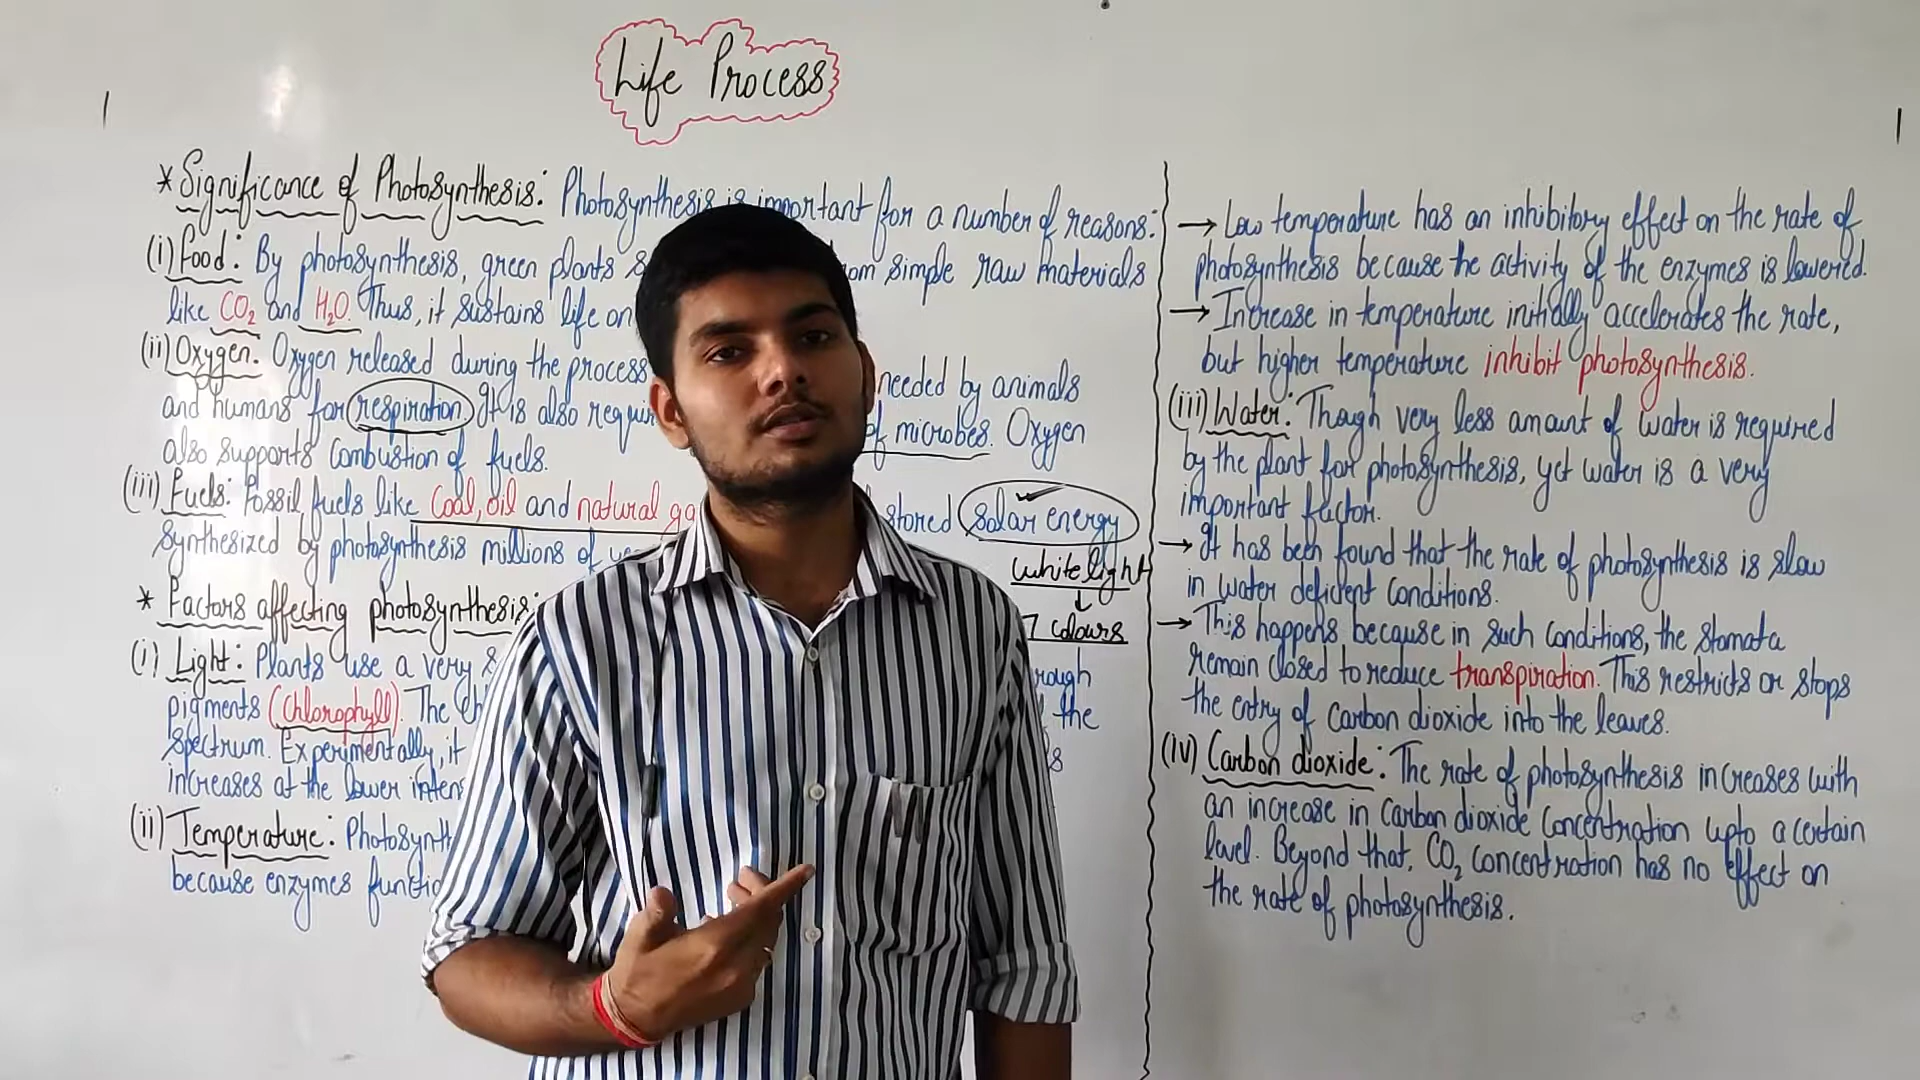 Life Process
* Significance of Photosynthesis: Photosynthesis is important for a number of reasons:
(i) Food: By photosynthesis, green plants from simple raw materials
like CO₂ and H₂O. Thus, it sustains life on
(ii) Oxygen. Oxygen released during the process needed by animals
and humans for respiration. It is also of microbes. Oxygen
also supports combustion of fuels.
(iii) Fuels: Fossil fuels like coal, oil and natural stored solar energy
synthesized by photosynthesis millions of
white light
↓
7 colours
* Factors affecting photosynthesis:
(i) Light: Plants use a very
pigments (chlorophyll). The the
spectrum. Experimentally, it
increases at the lower
(ii) Temperature:
because enzymes
→ Low temperature has an inhibitory effect on the rate of
photosynthesis because the activity of the enzymes is lowered.
→ Increase in temperature initially accelerates the rate,
but higher temperature inhibit photosynthesis.
(iii) Water: Though very less amount of water is required
by the plant for photosynthesis, yet water is a very
important factor.
→ It has been found that the rate of photosynthesis is slow
in water deficient conditions.
→ This happens because in such conditions, the stomata
remain closed to reduce transpiration. This restricts or stops
the entry of carbon dioxide into the leaves.
(iv) Carbon dioxide: The rate of photosynthesis increases with
an increase in carbon dioxide concentration upto a certain
level. Beyond that, CO₂ concentration has no effect on
the rate of photosynthesis.